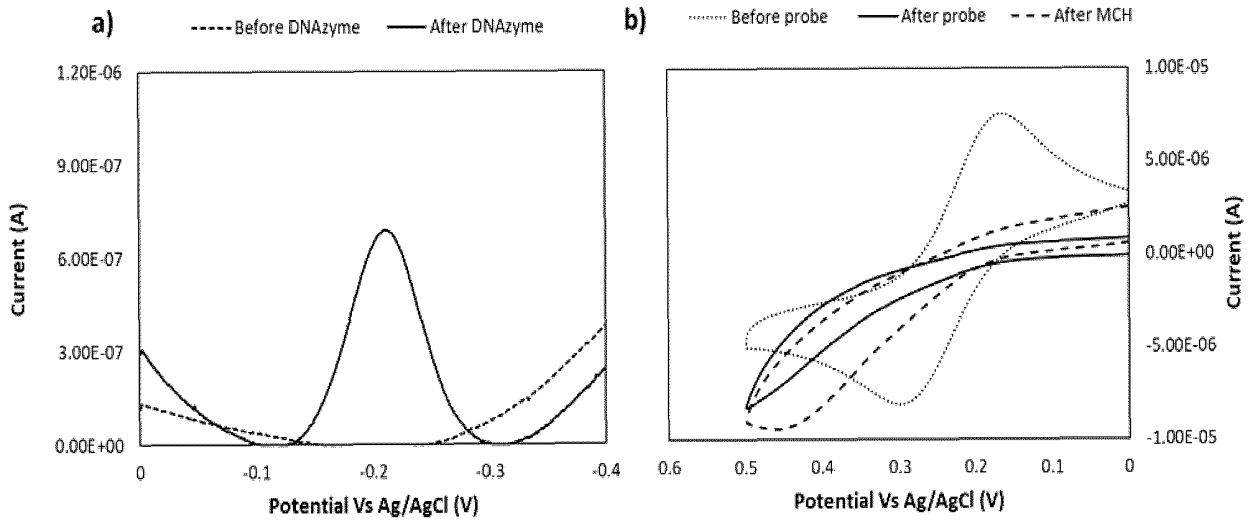 a)
Before DNAzyme After DNAzyme
1.20E-06
9.00E-07
6.00E-07
3.00E-07
0.00E+00
Current (A)
0 -0.1 -0.2 -0.3 -0.4
Potential Vs Ag/AgCl (V)
b)
Before probe After probe After MCH
1.00E-05
5.00E-06
0.00E+00
-5.00E-06
-1.00E-05
Current (A)
0.6 0.5 0.4 0.3 0.2 0.1 0
Potential Vs Ag/AgCl (V)